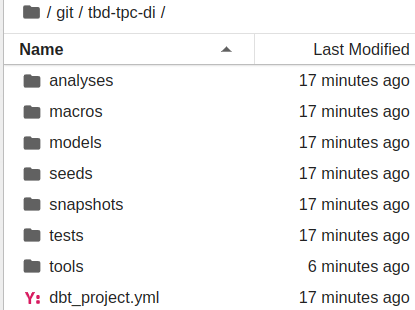 / git / tbd-tpc-di /
Name Last Modified
analyses 17 minutes ago
macros 17 minutes ago
models 17 minutes ago
seeds 17 minutes ago
snapshots 17 minutes ago
tests 17 minutes ago
tools 6 minutes ago
Y: dbt_project.yml 17 minutes ago